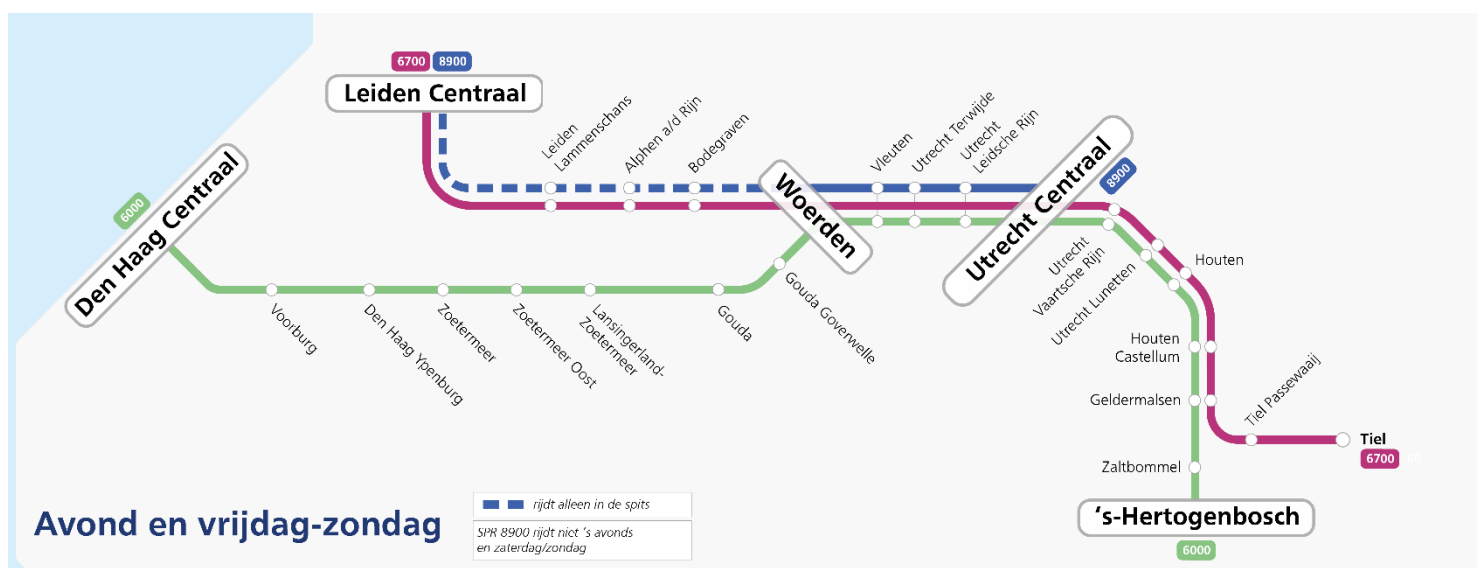 6700 8900
Leiden Centraal
Leiden
Lammenschans
Alphen a/d Rijn
Bodegraven
Vleuten
Utrecht Terwijde
Utrecht
Leidsche Rijn
Utrecht Centraal
8900
6000
Den Haag Centraal
Woerden
Voorburg
Den Haag Ypenburg
Zoetermeer
Zoetermeer Oost
Lansingerland-
Zoetermeer
Gouda
Gouda Goverwelle
Utrecht
Vaartsche Rijn
Utrecht Lunetten
Houten
Houten
Castellum
Geldermalsen
Tiel Passewaaij
Tiel
6700
Zaltbommel
's-Hertogenbosch
6000
Avond en vrijdag-zondag
rijdt alleen in de spits
SPR 8900 rijdt niet 's avonds
en zaterdag/zondag